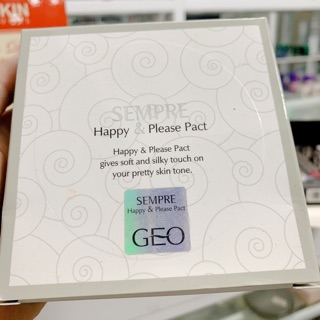 SKIN
SEMPRE
Happy & Please Pact
Happy & Please Pact
gives soft and silky touch on
your pretty skin tone.
SEMPRE
Happy & Please Pact
GEO